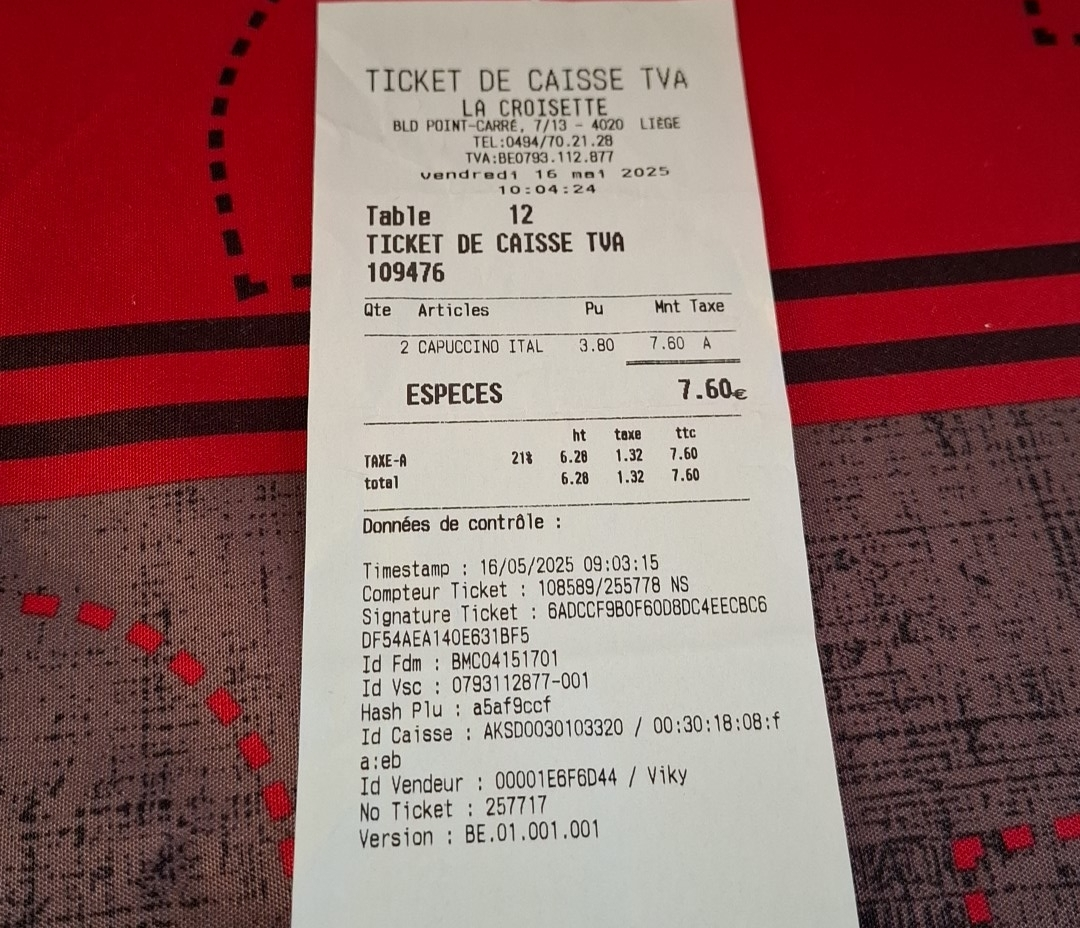 TICKET DE CAISSE TVA
LA CROISETTE
BLD POINT-CARRÉ, 7/13 - 4020 LIÈGE
TEL:0494/70.21.28
TVA:BE0793.112.877
vendredi 16 mai 2025
10:04:24
Table 12
TICKET DE CAISSE TVA
109476
Qte Articles Pu Mnt Taxe
2 CAPUCCINO ITAL 3.80 7.60 A
ESPECES 7.60€
ht taxe ttc
TAXE-A 21% 6.28 1.32 7.60
total 6.28 1.32 7.60
Données de contrôle :
Timestamp : 16/05/2025 09:03:15
Compteur Ticket : 108589/255778 NS
Signature Ticket : 6ADCCF9B0F60D8DC4EECBC6
DF54AEA140E631BF5
Id Fdm : BMC04151701
Id Vsc : 0793112877-001
Hash Plu : a5af9ccf
Id Caisse : AKSD0030103320 / 00:30:18:08:f
a:eb
Id Vendeur : 00001E6F6D44 / Viky
No Ticket : 257717
Version : BE.01.001.001